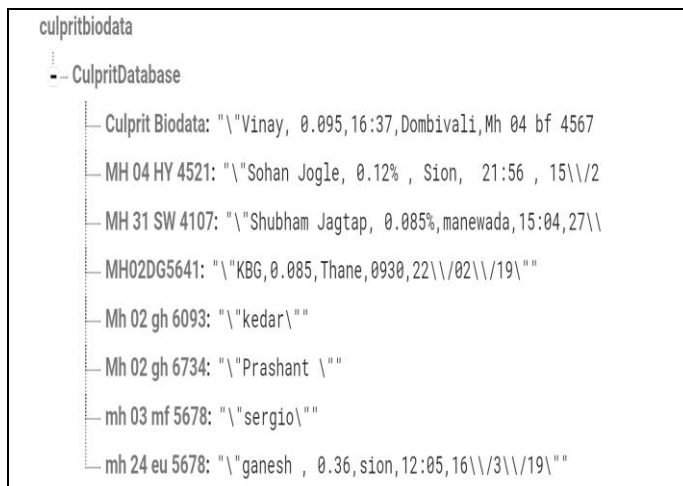 culpritbiodata
CulpritDatabase
Culprit Biodata: "\"Vinay, 0.095,16:37,Dombivali,Mh 04 bf 4567
MH 04 HY 4521: "\"Sohan Jogle, 0.12% , Sion,  21:56 , 15\\/2
MH 31 SW 4107: "\"Shubham Jagtap, 0.085%,manewada,15:04,27\\
MH02DG5641: "\"KBG,0.085,Thane,0930,22\\/02\\/19\""
Mh 02 gh 6093: "\"kedar\""
Mh 02 gh 6734: "\"Prashant \""
mh 03 mf 5678: "\"sergio\""
mh 24 eu 5678: "\"ganesh , 0.36,sion,12:05,16\\/3\\/19\""